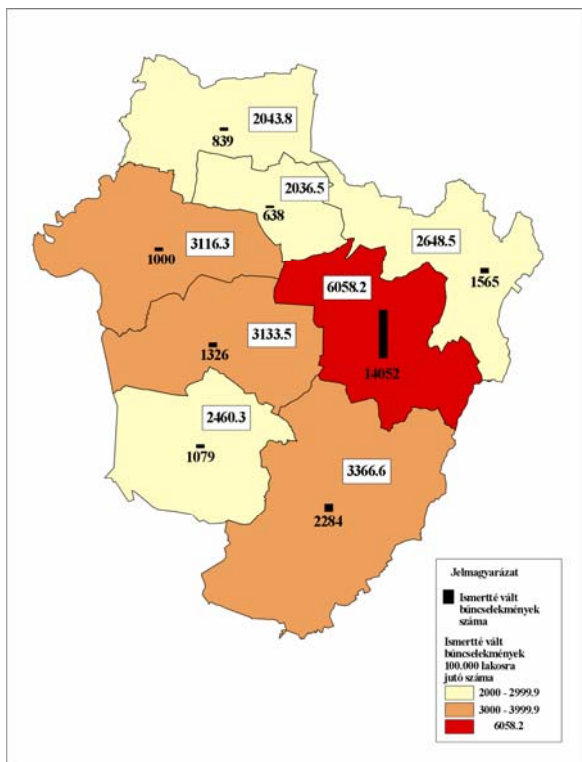 2043.8
839
2036.5
638
2648.5
1565
3116.3
1000
6058.2
14052
3133.5
1326
2460.3
1079
3366.6
2284
Jelmagyarázat
Ismertté vált
bűncselekmények
száma
Ismertté vált
bűncselekmények
100.000 lakosra
jutó száma
2000 - 2999.9
3000 - 3999.9
6058.2